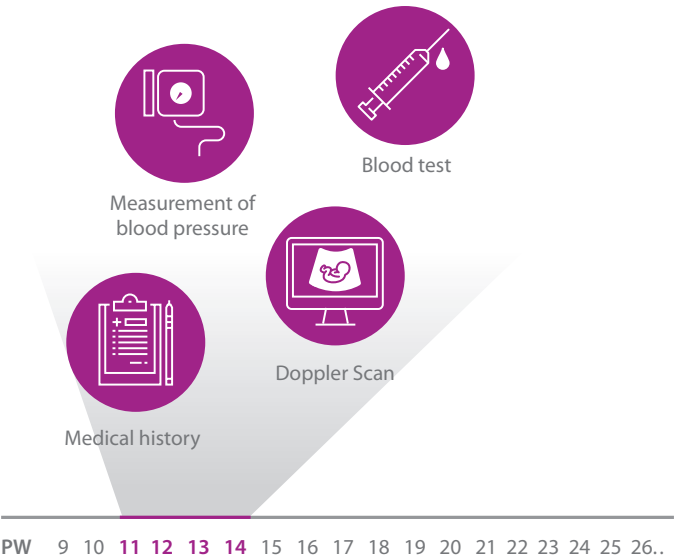 Blood test
Measurement of
blood pressure
Doppler Scan
Medical history
PW 9 10 11 12 13 14 15 16 17 18 19 20 21 22 23 24 25 26..